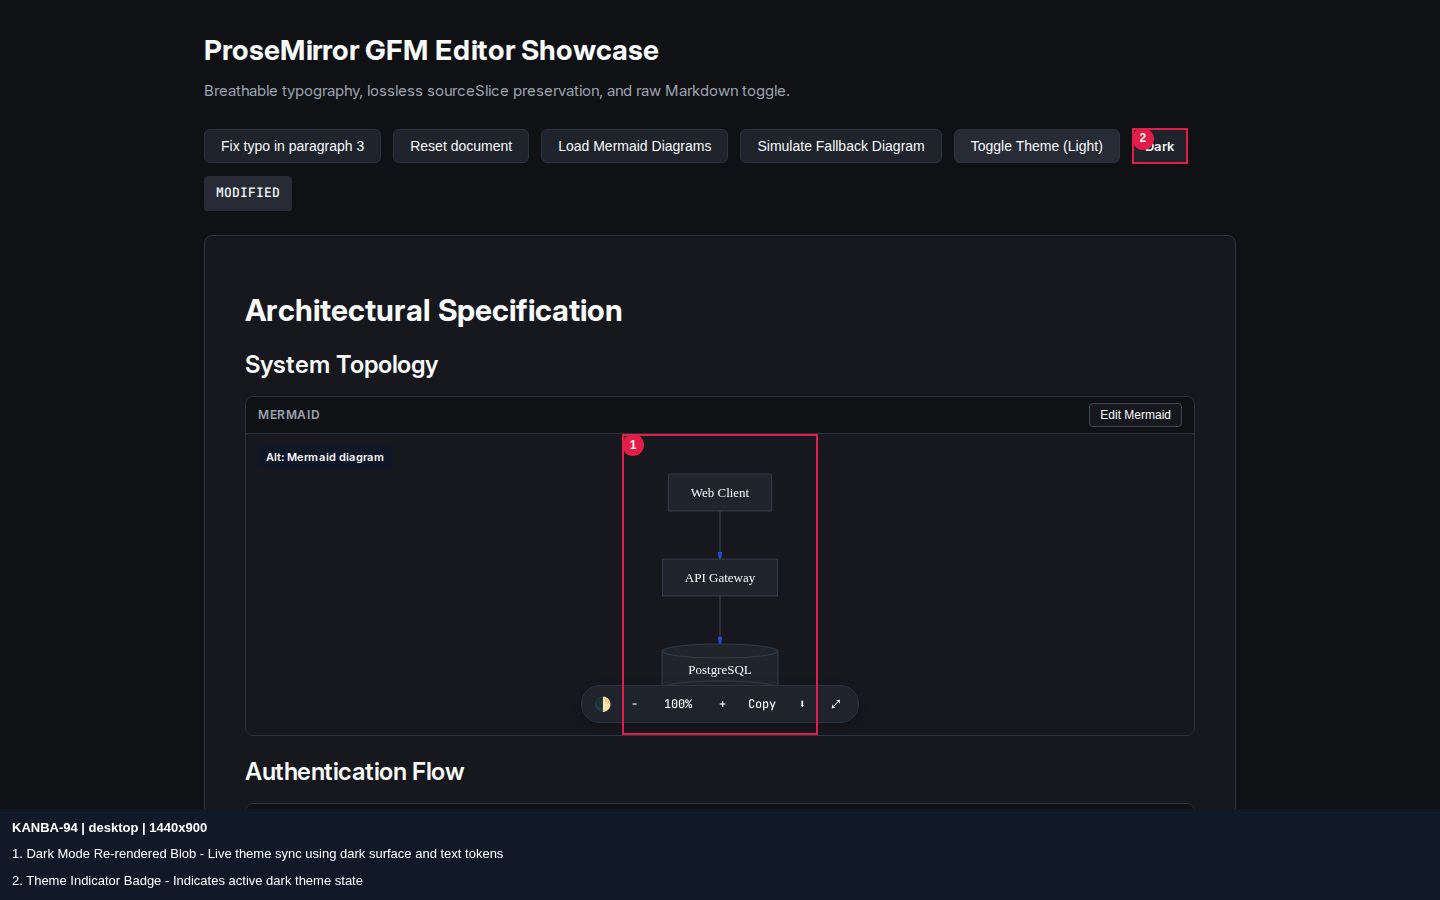 ProseMirror GFM Editor Showcase
Breathable typography, lossless sourceSlice preservation, and raw Markdown toggle.
Fix typo in paragraph 3
Reset document
Load Mermaid Diagrams
Simulate Fallback Diagram
Toggle Theme (Light)
2
Dark
MODIFIED
Architectural Specification
System Topology
MERMAID
Edit Mermaid
1
Alt: Mermaid diagram
Web Client
API Gateway
PostgreSQL
- 100% + Copy
Authentication Flow
KANBA-94 | desktop | 1440x900
1. Dark Mode Re-rendered Blob - Live theme sync using dark surface and text tokens
2. Theme Indicator Badge - Indicates active dark theme state